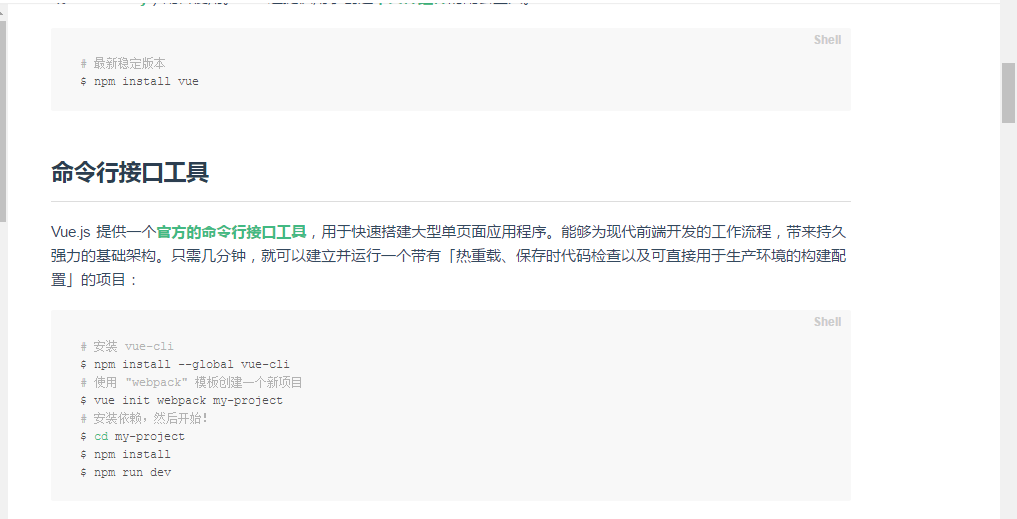 Shell
# 最新稳定版本
$ npm install vue
命令行接口工具
Vue.js 提供一个官方的命令行接口工具，用于快速搭建大型单页面应用程序。能够为现代前端开发的工作流程，带来持久
强力的基础架构。只需几分钟，就可以建立并运行一个带有「热重载、保存时代码检查以及可直接用于生产环境的构建配
置」的项目：
Shell
# 安装 vue-cli
$ npm install --global vue-cli
# 使用 "webpack" 模板创建一个新项目
$ vue init webpack my-project
# 安装依赖，然后开始！
$ cd my-project
$ npm install
$ npm run dev